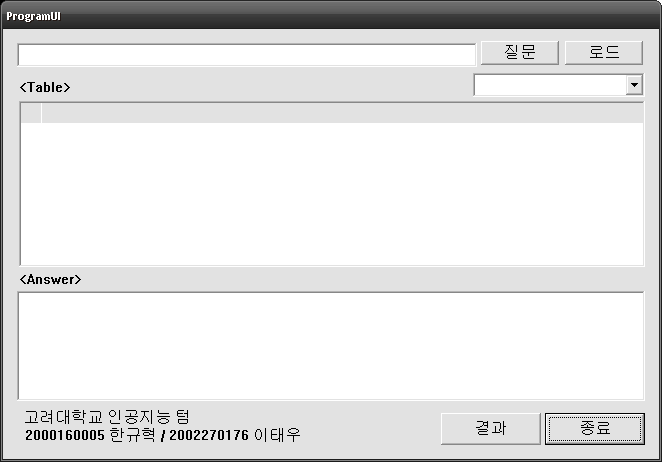 ProgramUI
질문 로드
<Table>
<Answer>
고려대학교 인공지능 텀
2000160005 한규혁 / 2002270176 이태우
결과 종료